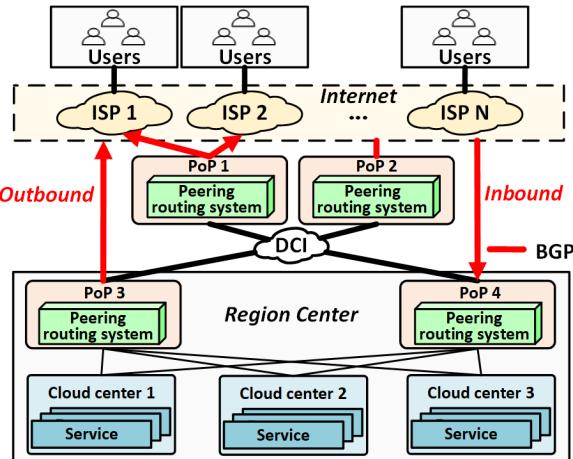 Users
Users
Users
Internet
ISP 1
ISP 2
...
ISP N
PoP 1
Peering
routing system
PoP 2
Peering
routing system
Outbound
Inbound
DCI
BGP
PoP 3
Peering
routing system
Region Center
PoP 4
Peering
routing system
Cloud center 1
Service
Cloud center 2
Service
Cloud center 3
Service